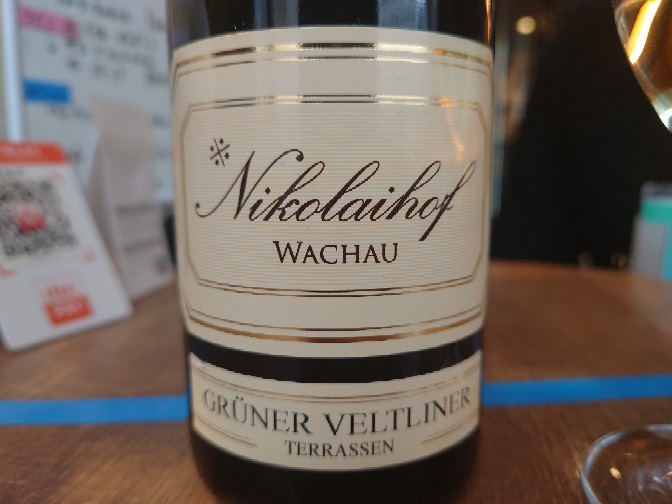 ※Nikolaihof
WACHAU
GRÜNER VELTLINER
TERRASSEN